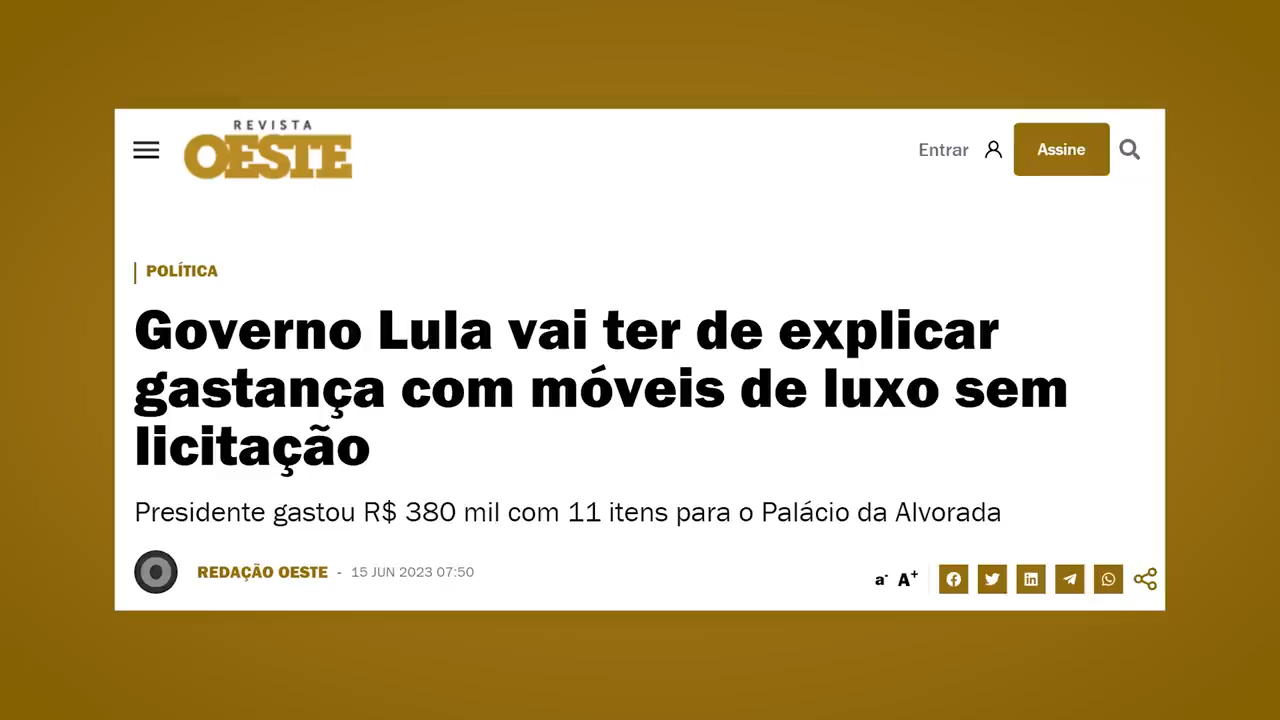 REVISTA
OESTE
Entrar
Assine
POLÍTICA
Governo Lula vai ter de explicar
gastança com móveis de luxo sem
licitação
Presidente gastou R$ 380 mil com 11 itens para o Palácio da Alvorada
REDAÇÃO OESTE - 15 JUN 2023 07:50
a- A+